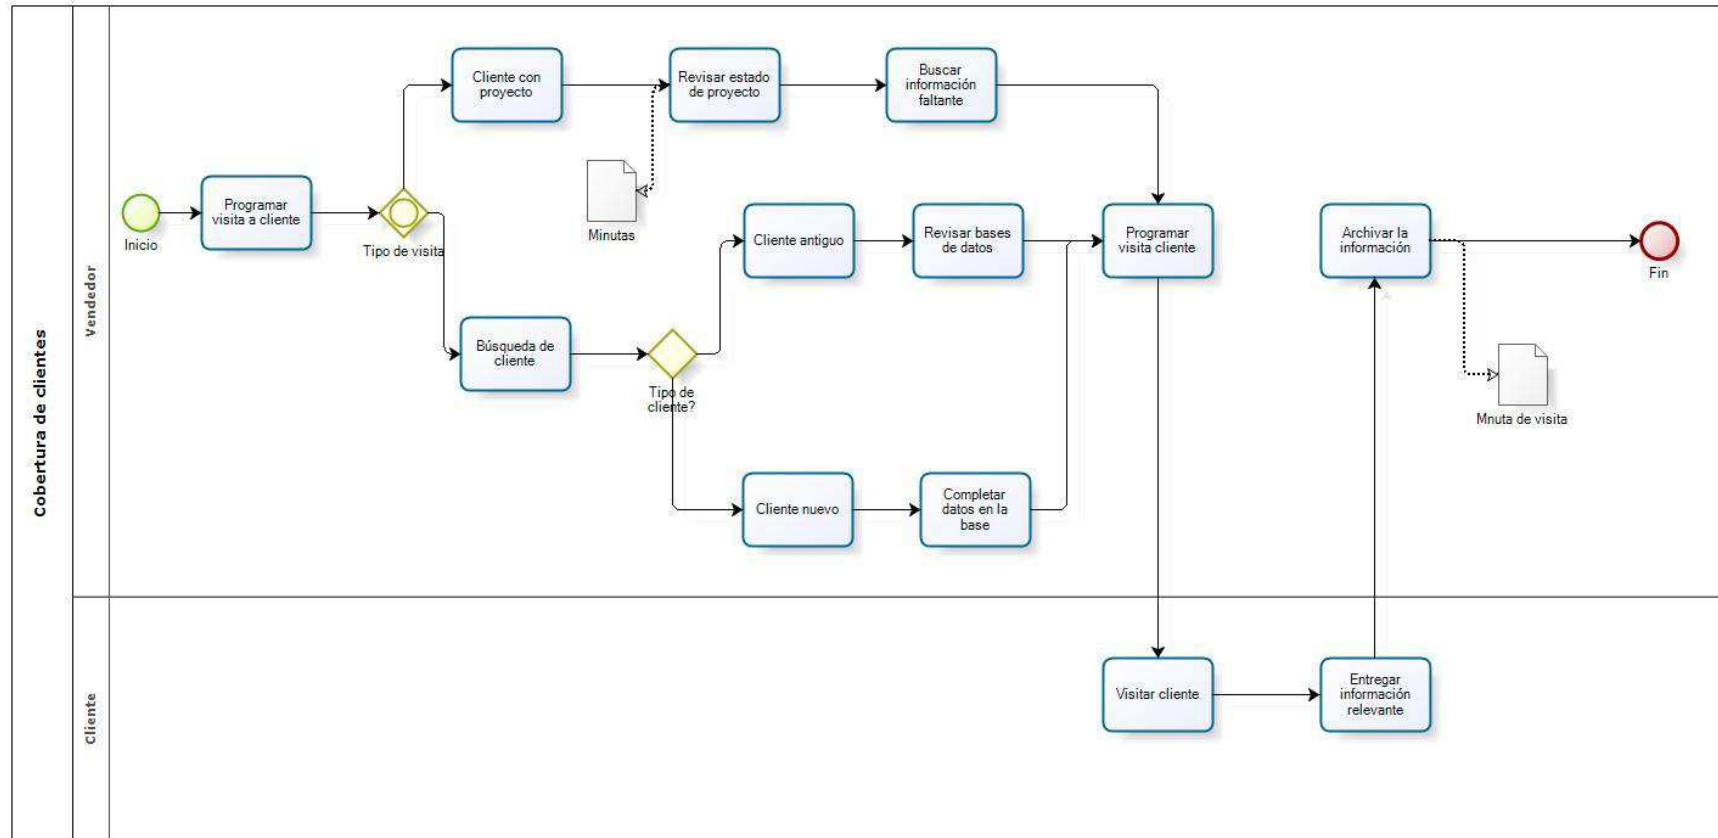 Cobertura de clientes
Vendedor
Inicio
Programar
visita a cliente
Tipo de visita
Cliente con
proyecto
Revisar estado
de proyecto
Buscar
información
faltante
Minutas
Búsqueda de
cliente
Tipo de
cliente?
Cliente antiguo
Revisar bases
de datos
Cliente nuevo
Completar
datos en la
base
Programar
visita cliente
Archivar la
información
Fin
Mnuta de visita
Cliente
Visitar cliente
Entregar
información
relevante